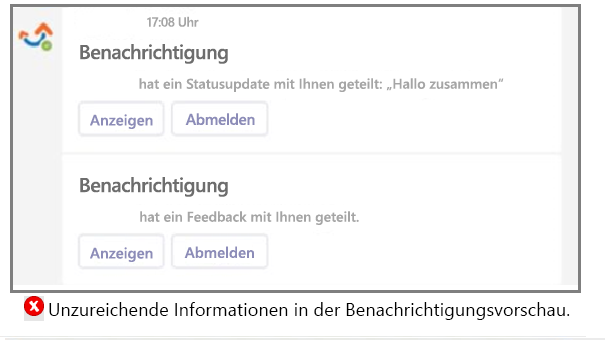 17:08 Uhr
Benachrichtigung
hat ein Statusupdate mit Ihnen geteilt: „Hallo zusammen“
Anzeigen Abmelden
Benachrichtigung
hat ein Feedback mit Ihnen geteilt.
Anzeigen Abmelden
Unzureichende Informationen in der Benachrichtigungsvorschau.